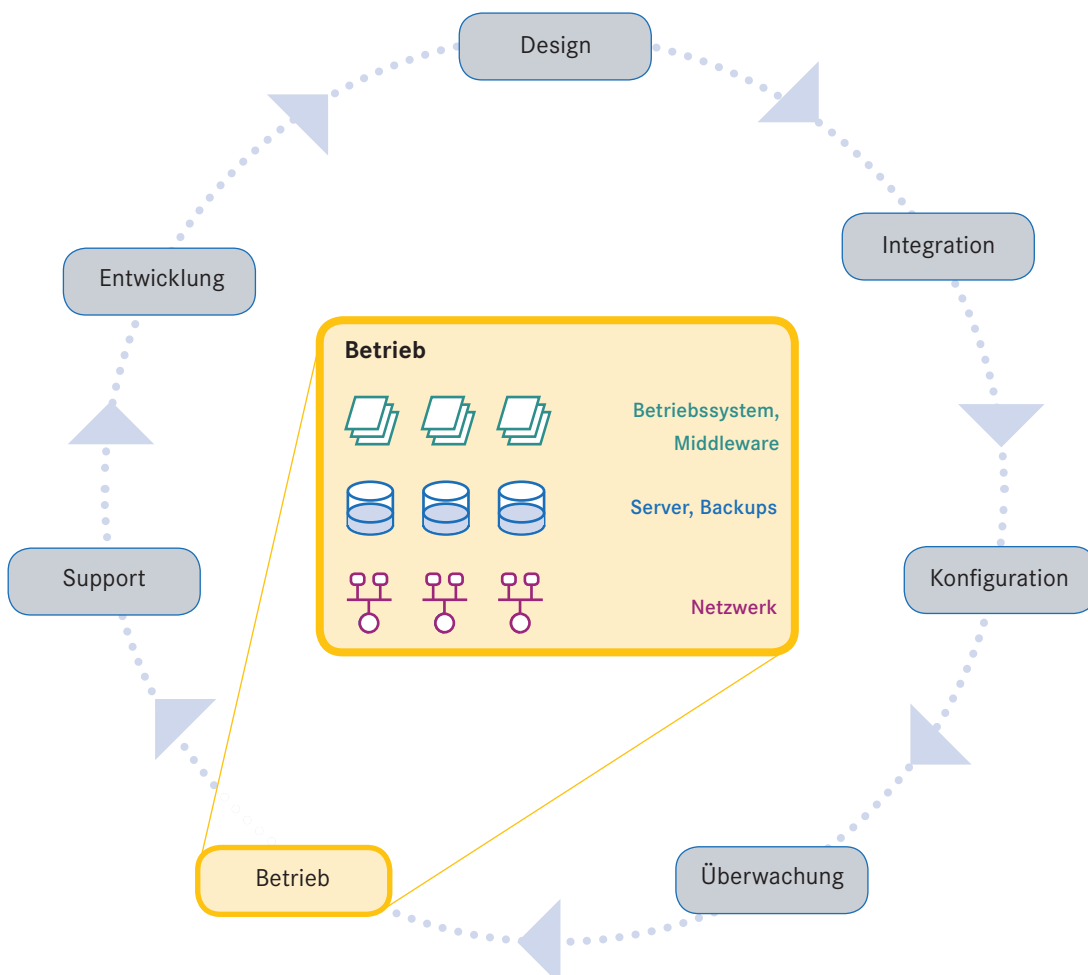 Design
Integration
Entwicklung
Betrieb
Betriebssystem,
Middleware
Server, Backups
Netzwerk
Support
Konfiguration
Betrieb
Überwachung